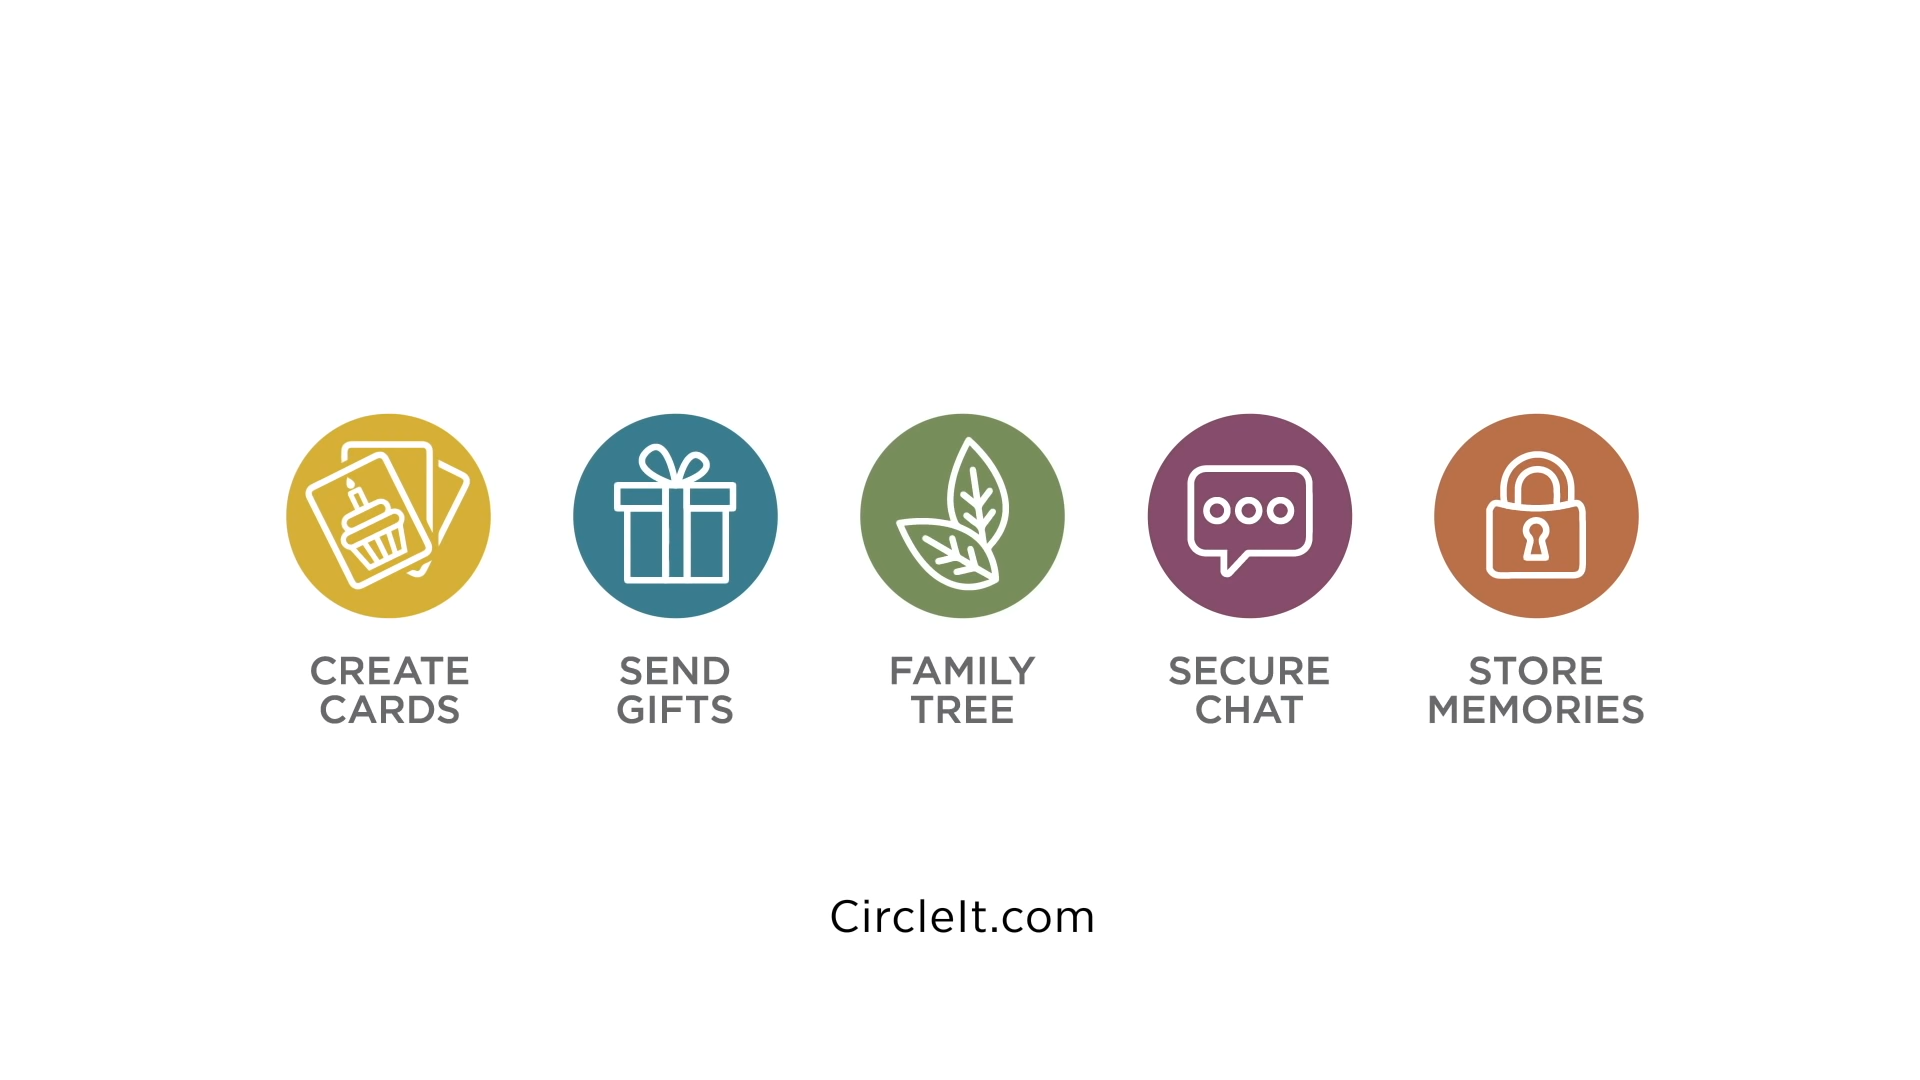 CREATE
CARDS
SEND
GIFTS
FAMILY
TREE
SECURE
CHAT
STORE
MEMORIES
CircleIt.com